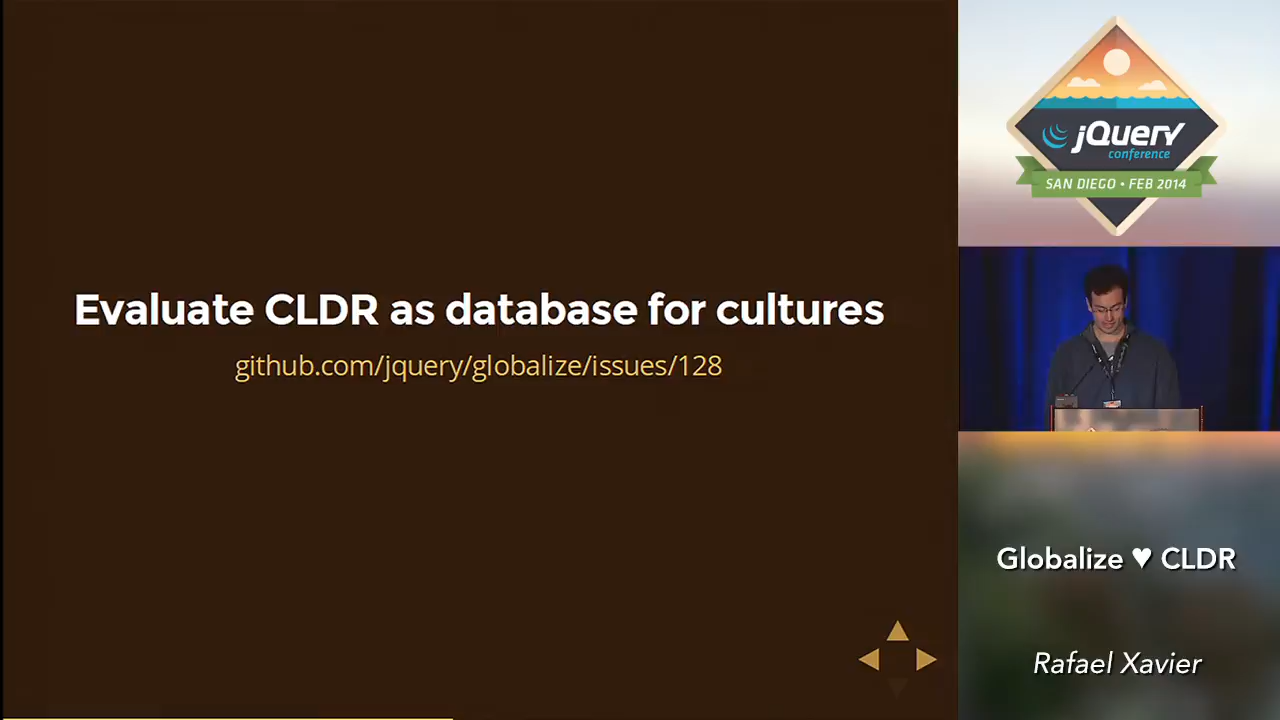 Evaluate CLDR as database for cultures
github.com/jquery/globalize/issues/128
jQuery
conference
SAN DIEGO • FEB 2014
Globalize ♥ CLDR
Rafael Xavier